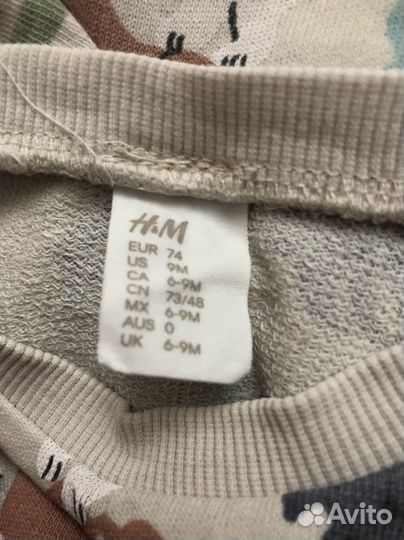 H&M
EUR 74
US 9M
CA 6-9M
CN 73/48
MX 6-9M
AUS 0
UK 6-9M
Avito